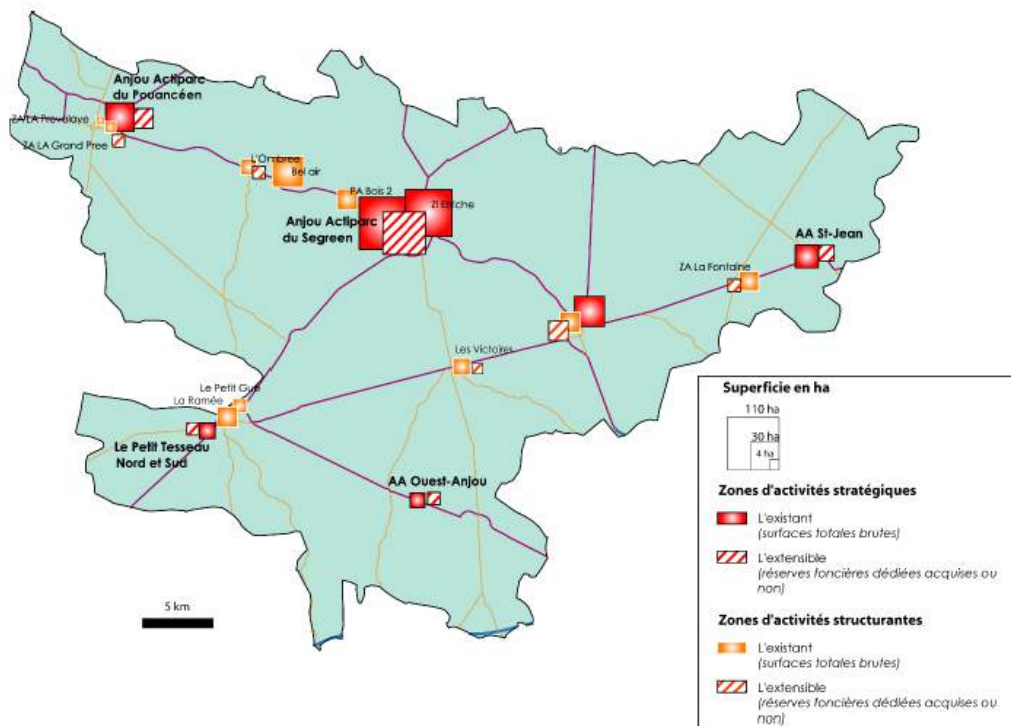 Anjou Actiparc
du Pouancéen
ZA LA Prevalaye
ZA LA Grand Pree
L'Ombree
Bel air
PA Bois 2
ZI Etriche
Anjou Actiparc
du Segreen
AA St-Jean
ZA La Fontaine
Les Victoires
Le Petit Gué
La Ramée
Le Petit Tesseau
Nord et Sud
AA Ouest-Anjou
5 km
Superficie en ha
110 ha
30 ha
4 ha
Zones d'activités stratégiques
L'existant
(surfaces totales brutes)
L'extensible
(réserves foncières dédiées acquises ou
non)
Zones d'activités structurantes
L'existant
(surfaces totales brutes)
L'extensible
(réserves foncières dédiées acquises ou
non)